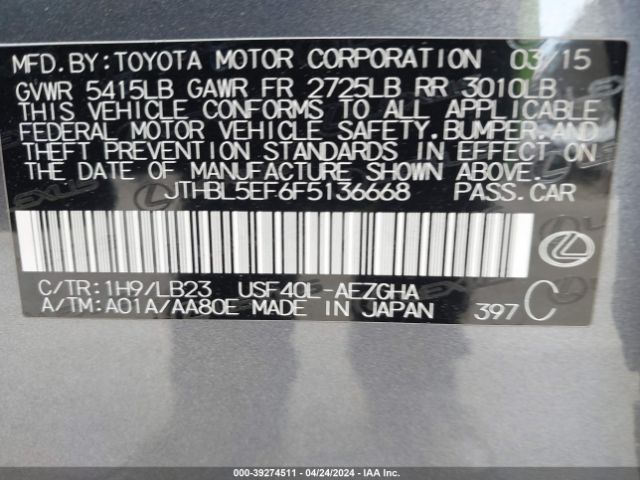 MFD.BY:TOYOTA MOTOR CORPORATION 03/15
GVWR 5415LB GAWR FR 2725LB RR 3010LB
THIS VEHICLE CONFORMS TO ALL APPLICABLE
FEDERAL MOTOR VEHICLE SAFETY.BUMPER.AND
THEFT PREVENTION STANDARDS IN EFFECT ON
THE DATE OF MANUFACTURE SHOWN ABOVE.
JTHBL5EF6F5136668 PASS.CAR
C/TR:1H9/LB23 USF40L-AEZGHA
A/TM:A01A/AA80E MADE IN JAPAN 397 C
000-39274511 - 04/24/2024 - IAA, Inc.